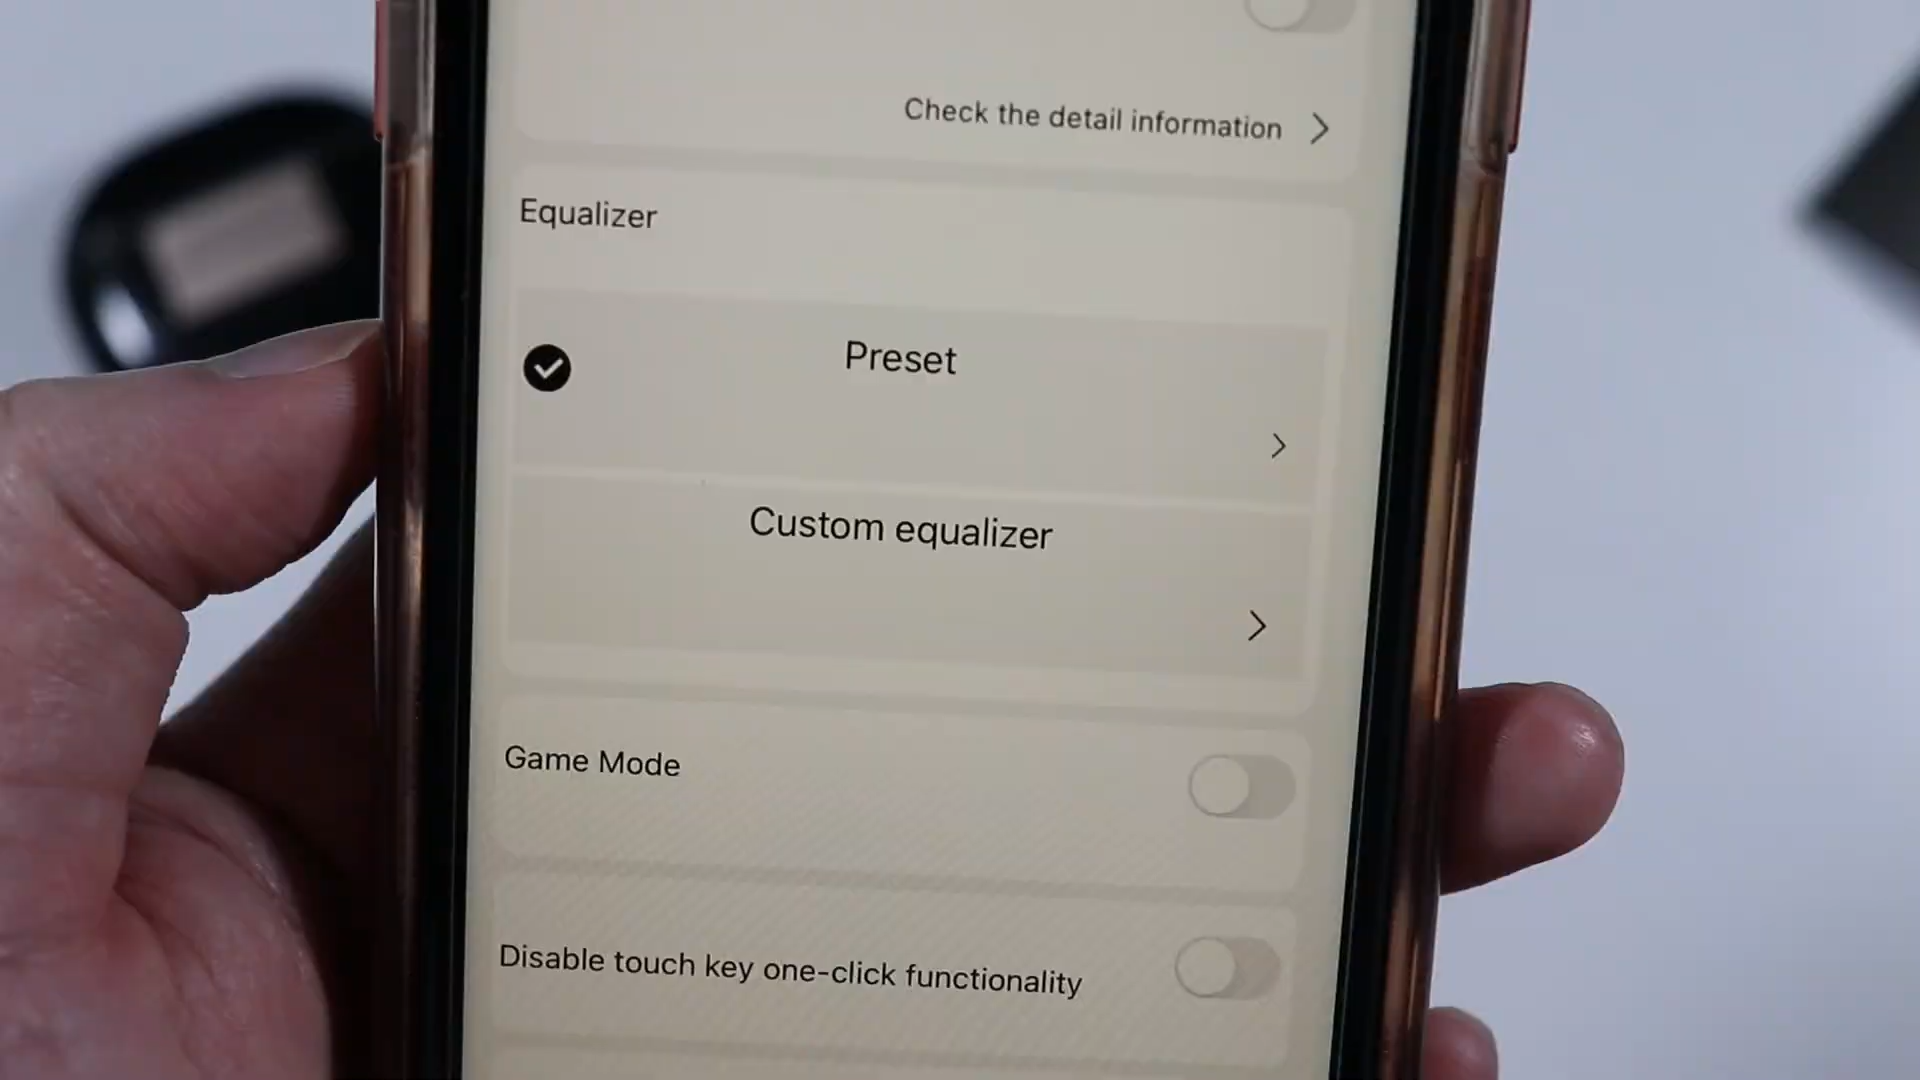 Check the detail information
Equalizer
Preset
Custom equalizer
Game Mode
Disable touch key one-click functionality